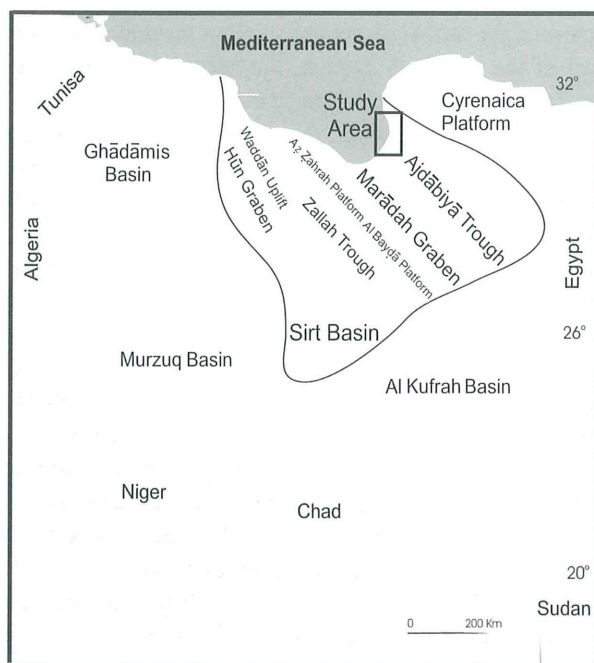 Mediterranean Sea
Tunisa
32°
Study
Area
Cyrenaica
Platform
Ghādāmis
Basin
Waddān Uplift
Hūn Graben
Aẓ Ẓahrah Platform Al Bayḍā Platform
Zallah Trough
Marādah Graben
Ajdābiyā Trough
Algeria
Egypt
Sirt Basin
26°
Murzuq Basin
Al Kufrah Basin
Niger
Chad
20°
Sudan
0 200 Km